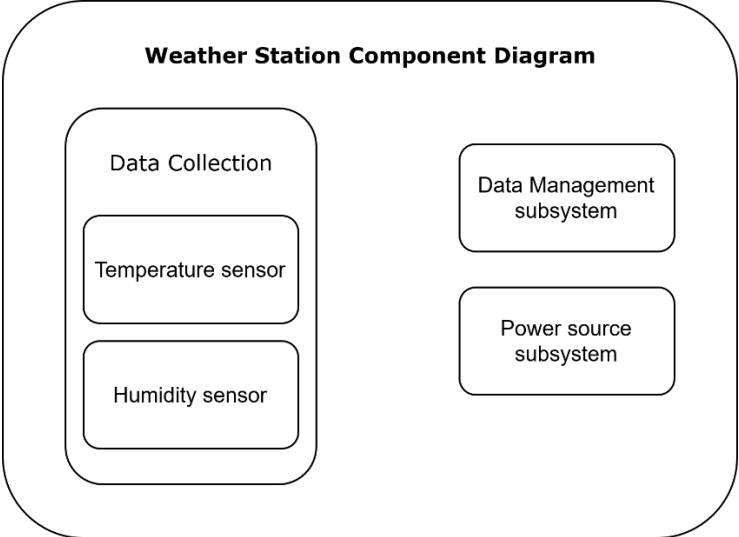 Weather Station Component Diagram
Data Collection
Temperature sensor
Humidity sensor
Data Management
subsystem
Power source
subsystem